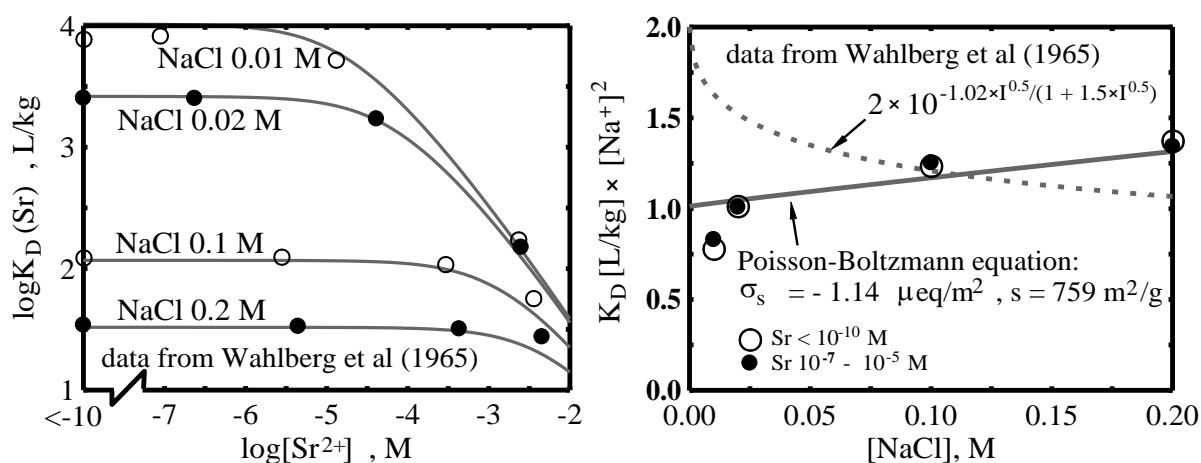 4
3
2
1
logK_D(Sr) , L/kg
NaCl 0.01 M
NaCl 0.02 M
NaCl 0.1 M
NaCl 0.2 M
data from Wahlberg et al (1965)
<-10 -7 -6 -5 -4 -3 -2
log[Sr²⁺] , M
2.0
1.5
1.0
0.5
0.0
K_D [L/kg] × [Na⁺]²
data from Wahlberg et al (1965)
2 × 10^-1.02×I^0.5/(1 + 1.5×I^0.5)
Poisson-Boltzmann equation:
σ_s = - 1.14 μeq/m² , s = 759 m²/g
Sr < 10⁻¹⁰ M
Sr 10⁻⁷ - 10⁻⁵ M
0.00 0.05 0.10 0.15 0.20
[NaCl], M